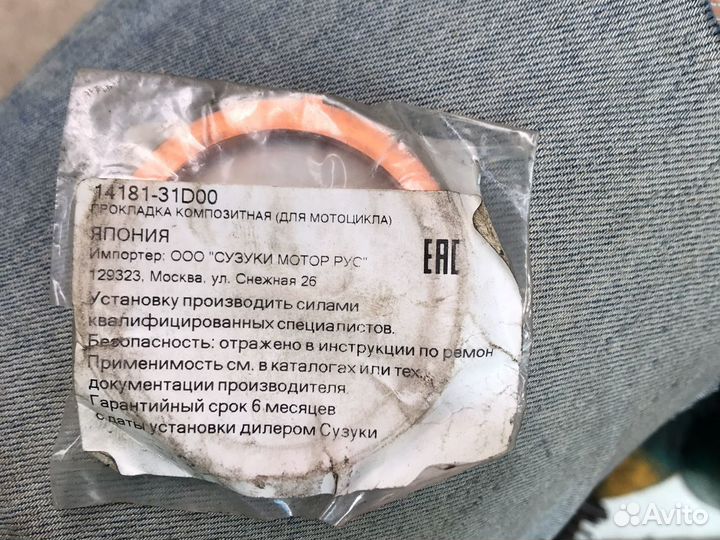 14181-31D00
ПРОКЛАДКА КОМПОЗИТНАЯ (ДЛЯ МОТОЦИКЛА)
ЯПОНИЯ
Импортер: ООО "СУЗУКИ МОТОР РУС"
129323, Москва, ул. Снежная 26
EAC
Установку производить силами
квалифицированных специалистов.
Безопасность: отражено в инструкции по ремон
Применимость см. в каталогах или тех.
документации производителя
Гарантийный срок 6 месяцев
с даты установки дилером Сузуки
Avito